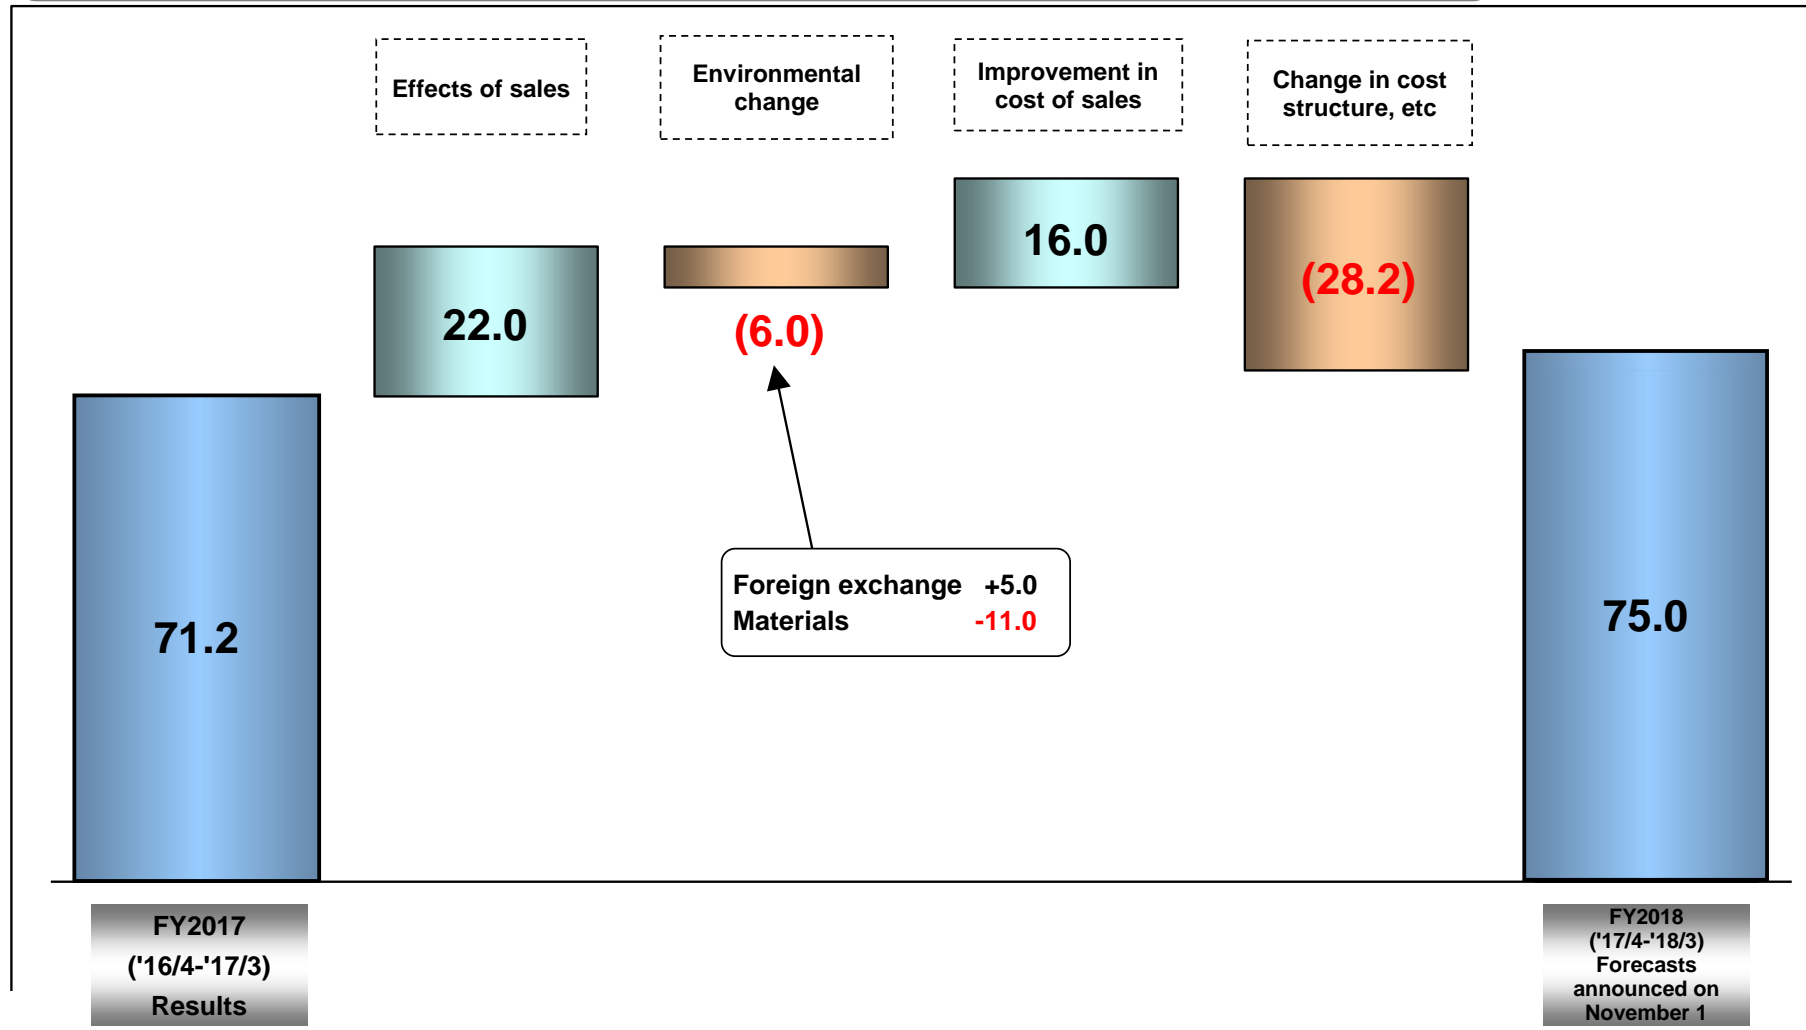 Effects of sales
Environmental
change
Improvement in
cost of sales
Change in cost
structure, etc
22.0
(6.0)
16.0
(28.2)
Foreign exchange +5.0
Materials -11.0
71.2
75.0
FY2017
('16/4-'17/3)
Results
FY2018
('17/4-'18/3)
Forecasts
announced on
November 1